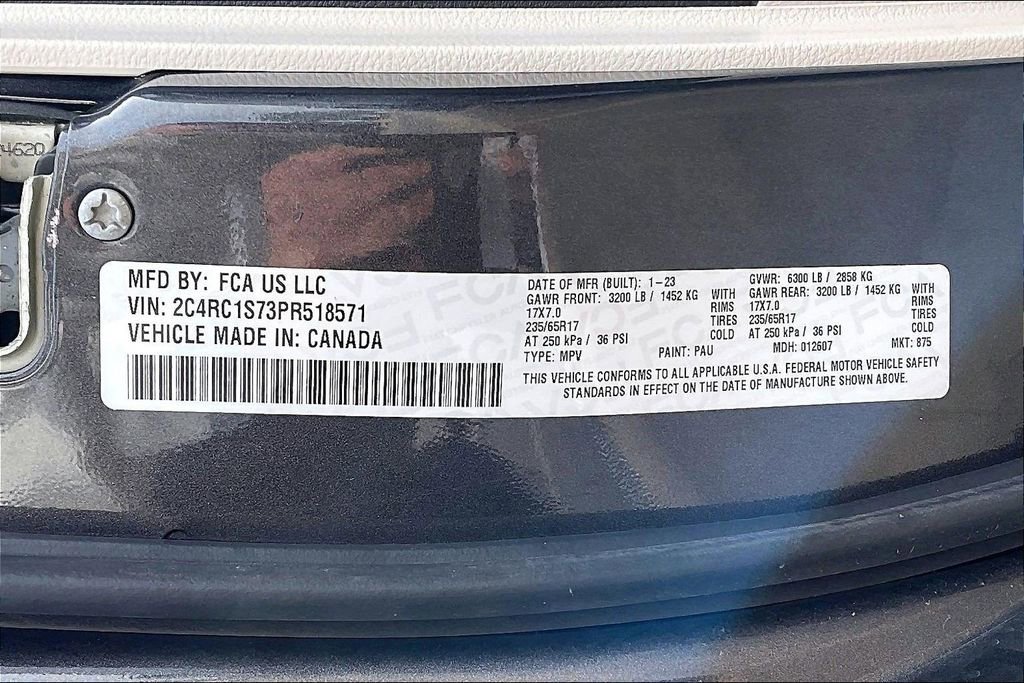 4620
MFD BY: FCA US LLC
VIN: 2C4RC1S73PR518571
VEHICLE MADE IN: CANADA
DATE OF MFR (BUILT): 1-23 GVWR: 6300 LB / 2858 KG
GAWR FRONT: 3200 LB / 1452 KG WITH GAWR REAR: 3200 LB / 1452 KG WITH
17X7.0 RIMS 17X7.0 RIMS
235/65R17 TIRES 235/65R17 TIRES
AT 250 kPa / 36 PSI COLD AT 250 kPa / 36 PSI COLD
TYPE: MPV PAINT: PAU MDH: 012607 MKT: 875
THIS VEHICLE CONFORMS TO ALL APPLICABLE U.S.A. FEDERAL MOTOR VEHICLE SAFETY
STANDARDS IN EFFECT ON THE DATE OF MANUFACTURE SHOWN ABOVE.